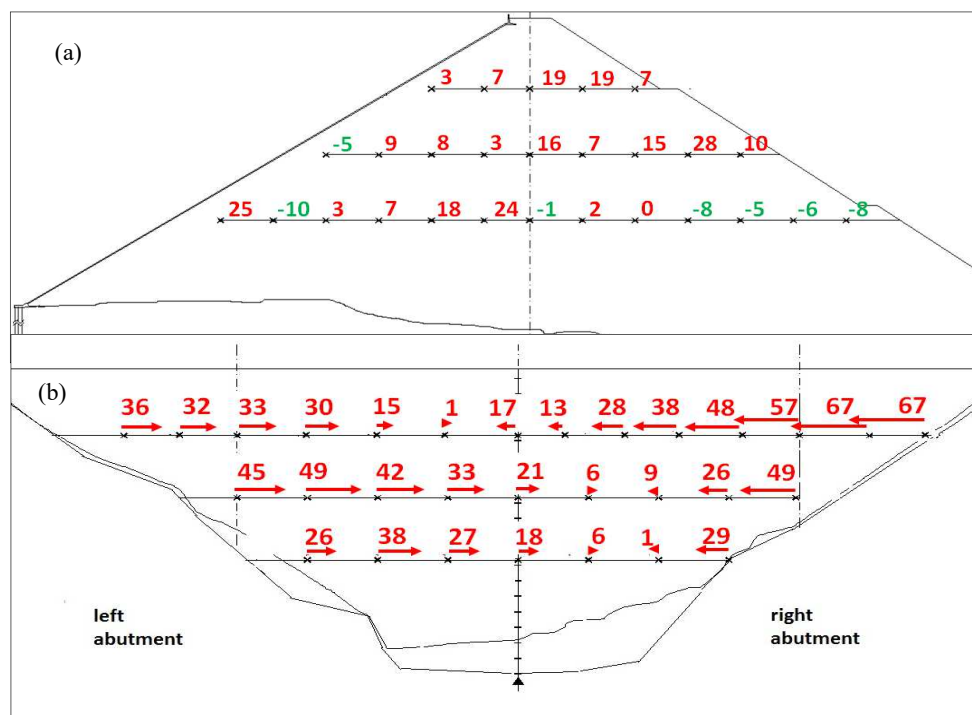 (a)
3 7 19 19 7
-5 9 8 3 16 7 15 28 10
25 -10 3 7 18 24 -1 2 0 -8 -5 -6 -8
(b)
36 32 33 30 15 1 17 13 28 38 48 57 67 67
45 49 42 33 21 6 9 26 49
26 38 27 18 6 1 29
left
abutment
right
abutment